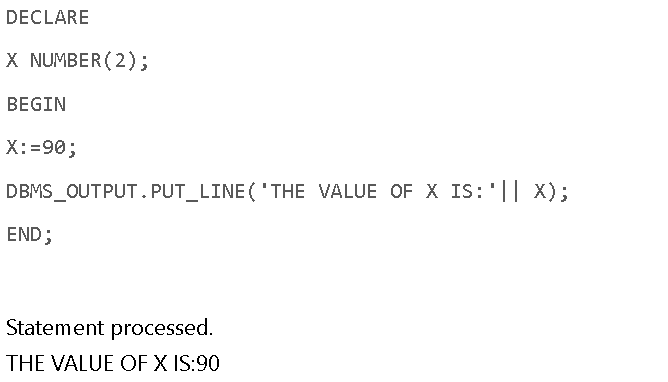 DECLARE
X NUMBER(2);
BEGIN
X:=90;
DBMS_OUTPUT.PUT_LINE('THE VALUE OF X IS:'|| X);
END;
Statement processed.
THE VALUE OF X IS:90